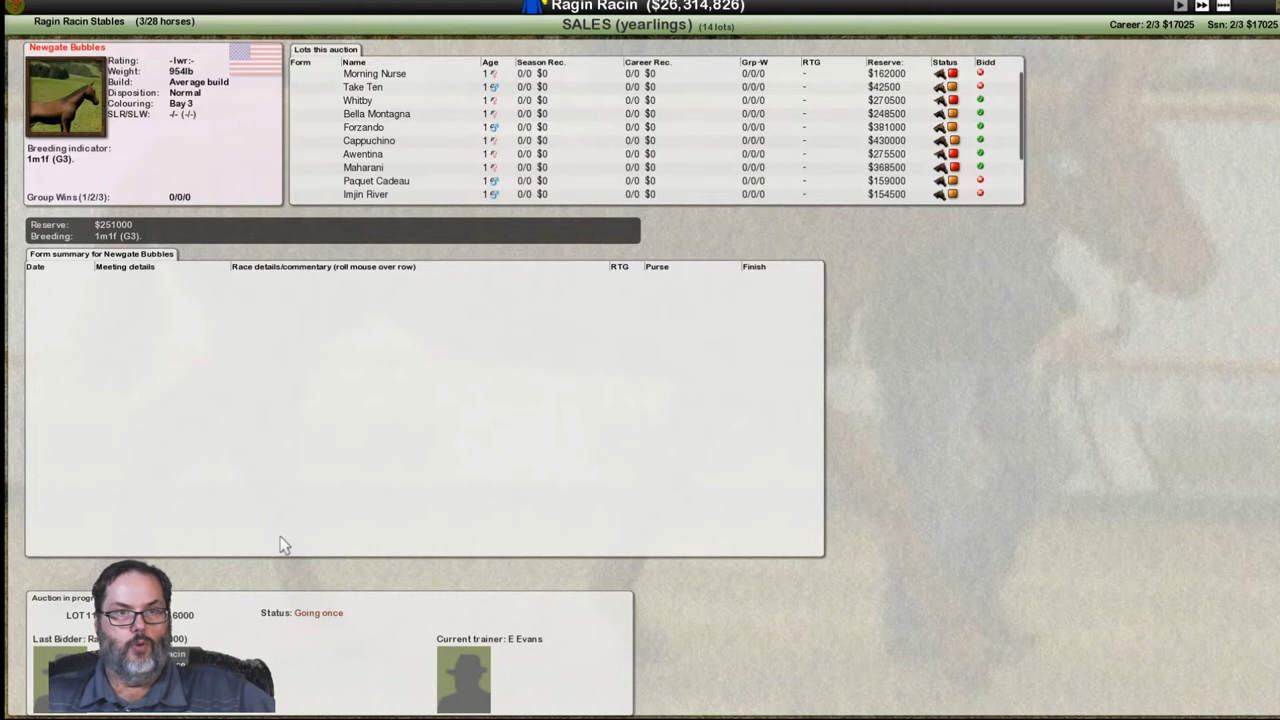 Ragin Racin ($26,314,826)
Ragin Racin Stables (3/28 horses)
SALES (yearlings) (14 lots)
Career: 2/3 $17025 Ssn: 2/3 $17025
Newgate Bubbles
Rating: -lwr:-
Weight: 954lb
Build: Average build
Disposition: Normal
Colouring: Bay 3
SLR/SLW: -/- (-/-)
Breeding indicator:
1m1f (G3).
Group Wins (1/2/3): 0/0/0
Lots this auction
Form Name Age Season Rec. Career Rec. Grp-W RTG Reserve: Status Bidd
Morning Nurse 1 0/0 $0 0/0 $0 0/0/0 - $162000
Take Ten 1 0/0 $0 0/0 $0 0/0/0 - $42500
Whitby 1 0/0 $0 0/0 $0 0/0/0 - $270500
Bella Montagna 1 0/0 $0 0/0 $0 0/0/0 - $248500
Forzando 1 0/0 $0 0/0 $0 0/0/0 - $381000
Cappuchino 1 0/0 $0 0/0 $0 0/0/0 - $430000
Awentina 1 0/0 $0 0/0 $0 0/0/0 - $275500
Maharani 1 0/0 $0 0/0 $0 0/0/0 - $368500
Paquet Cadeau 1 0/0 $0 0/0 $0 0/0/0 - $159000
Imjin River 1 0/0 $0 0/0 $0 0/0/0 - $154500
Reserve: $251000
Breeding: 1m1f (G3).
Form summary for Newgate Bubbles
Date Meeting details Race details/commentary (roll mouse over row) RTG Purse Finish
Auction in progr
LOT 11 6000 Status: Going once
Last Bidder: Ra 000) Current trainer: E Evans
acin